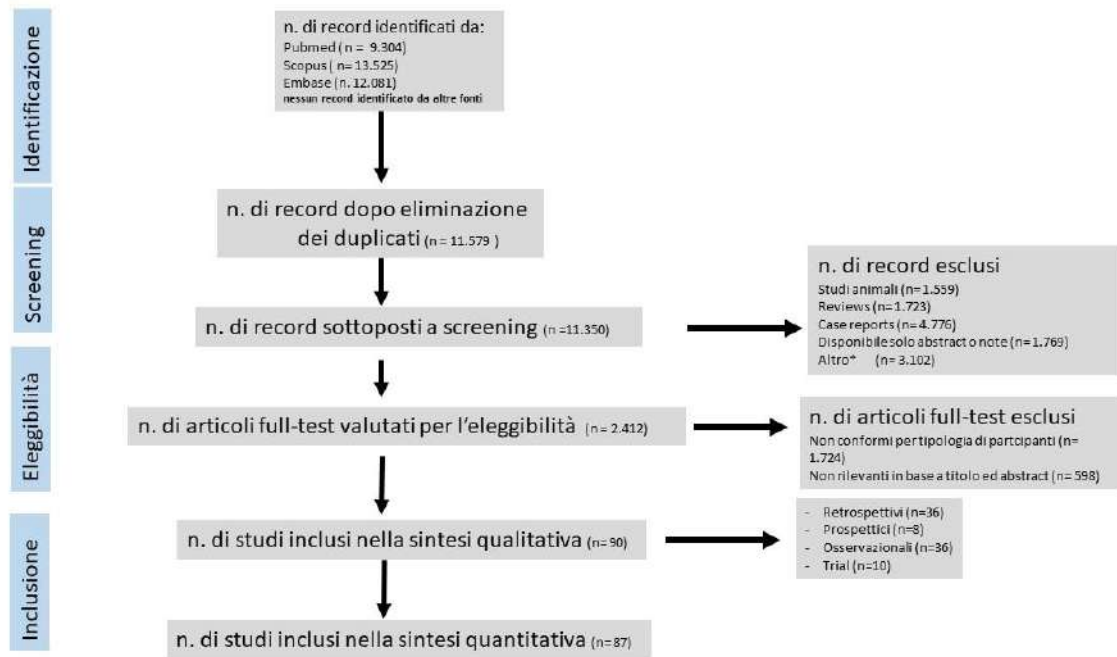 Identificazione
n. di record identificati da:
Pubmed ( n = 9.304)
Scopus ( n= 13.525)
Embase (n. 12.081)
nessun record identificato da altre fonti
Screening
n. di record dopo eliminazione
dei duplicati (n = 11.579 )
n. di record sottoposti a screening (n =11.350)
n. di record esclusi
Studi animali (n=1.559)
Reviews (n=1.723)
Case reports (n=4.776)
Disponibile solo abstract o note (n=1.769)
Altro* (n= 3.102)
Eleggibilità
n. di articoli full-test valutati per l'eleggibilità (n = 2.412)
n. di articoli full-test esclusi
Non conformi per tipologia di partcipanti (n=
1.724)
Non rilevanti in base a titolo ed abstract (n= 598)
Inclusione
n. di studi inclusi nella sintesi qualitativa (n= 90)
- Retrospettivi (n=36)
- Prospettici (n=8)
- Osservazionali (n=36)
- Trial (n=10)
n. di studi inclusi nella sintesi quantitativa (n=87)